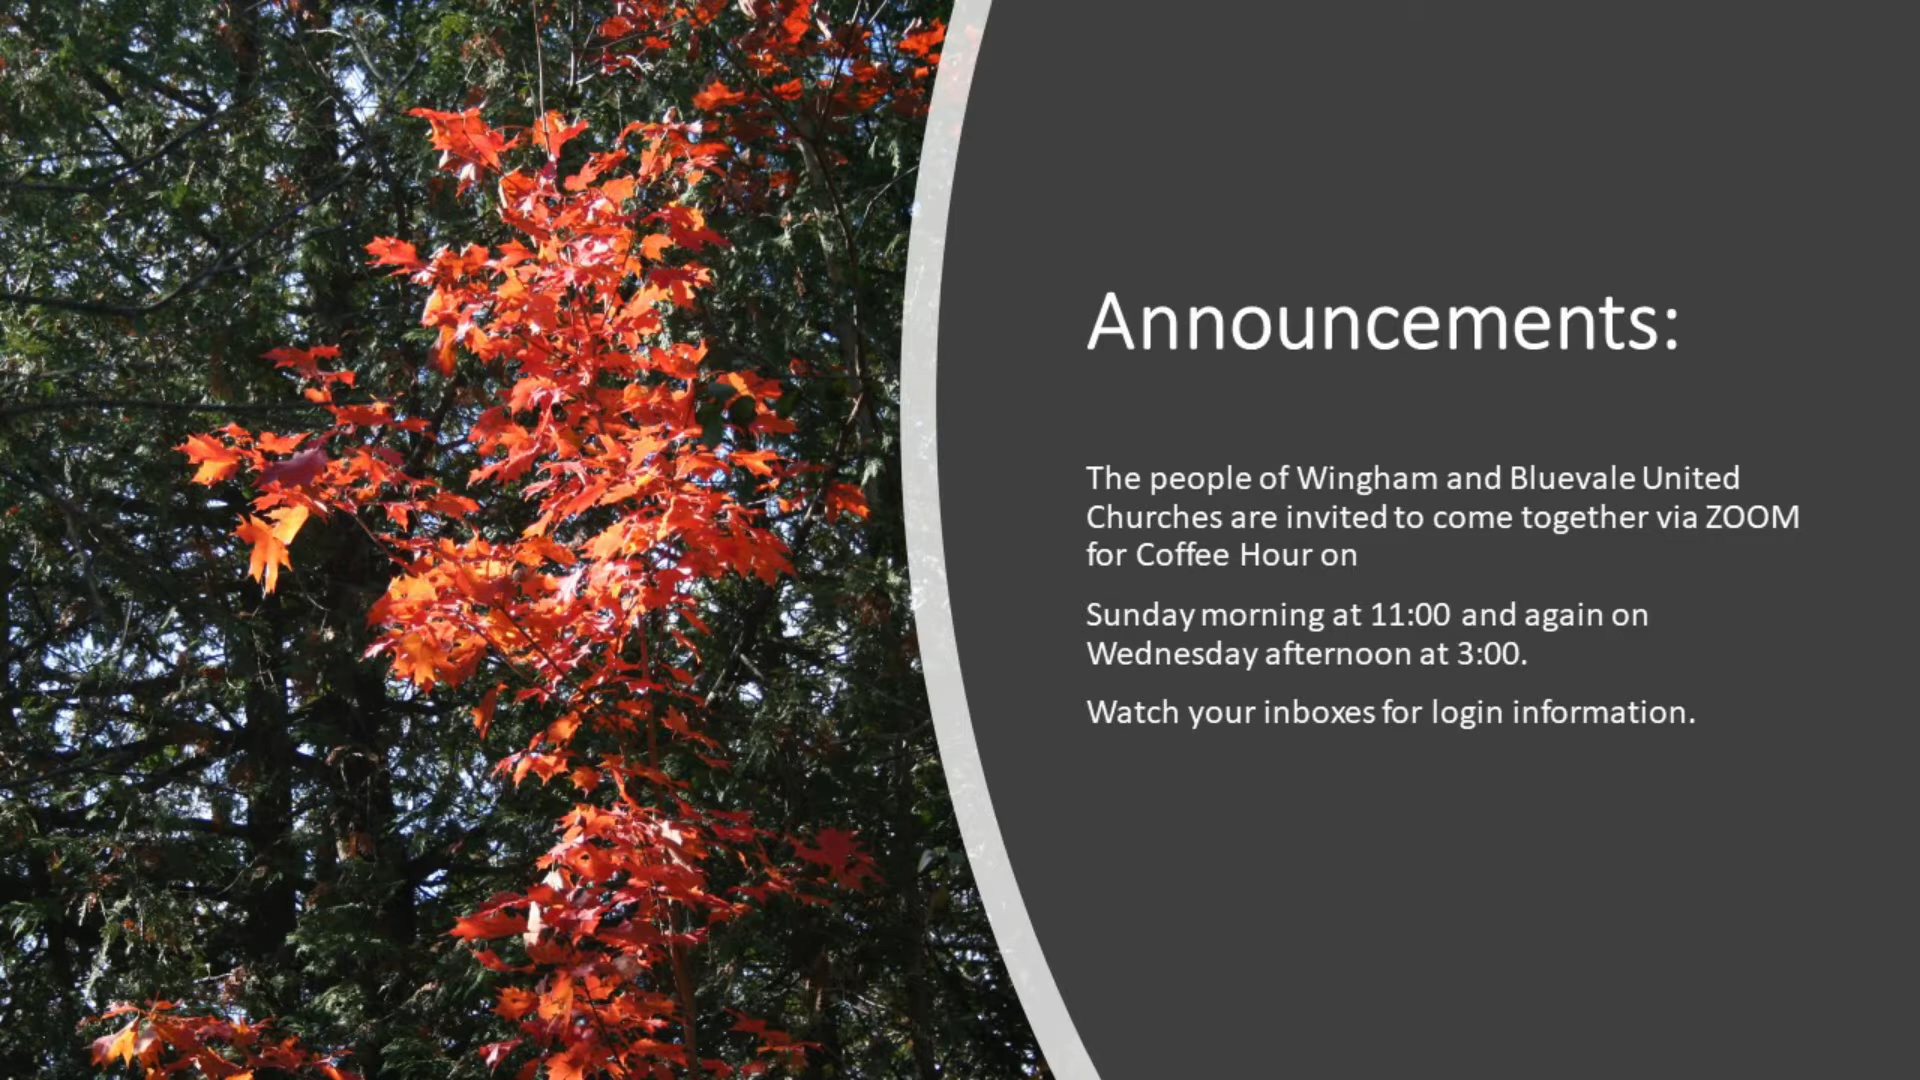 Announcements:
The people of Wingham and Bluevale United
Churches are invited to come together via ZOOM
for Coffee Hour on
Sunday morning at 11:00 and again on
Wednesday afternoon at 3:00.
Watch your inboxes for login information.